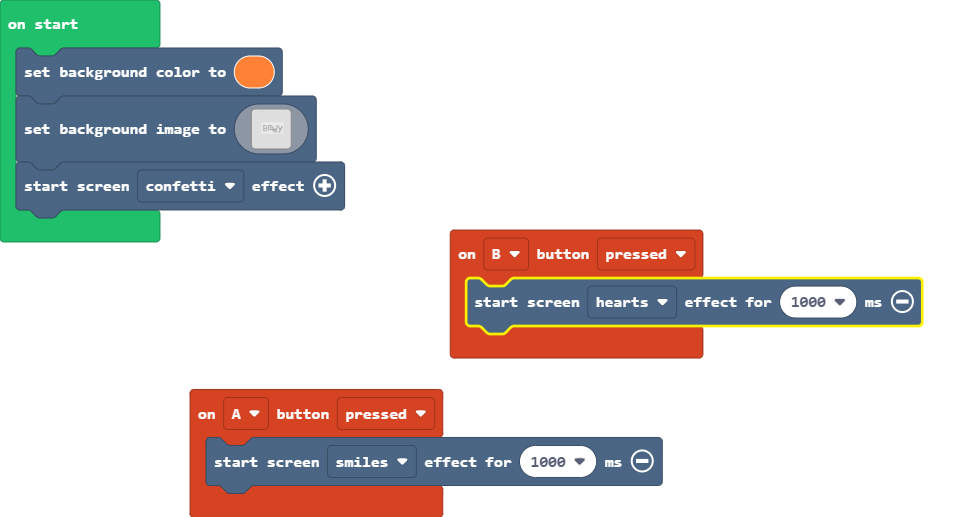 on start
set background color to
set background image to
start screen confetti effect
on B button pressed
start screen hearts effect for 1000 ms
on A button pressed
start screen smiles effect for 1000 ms